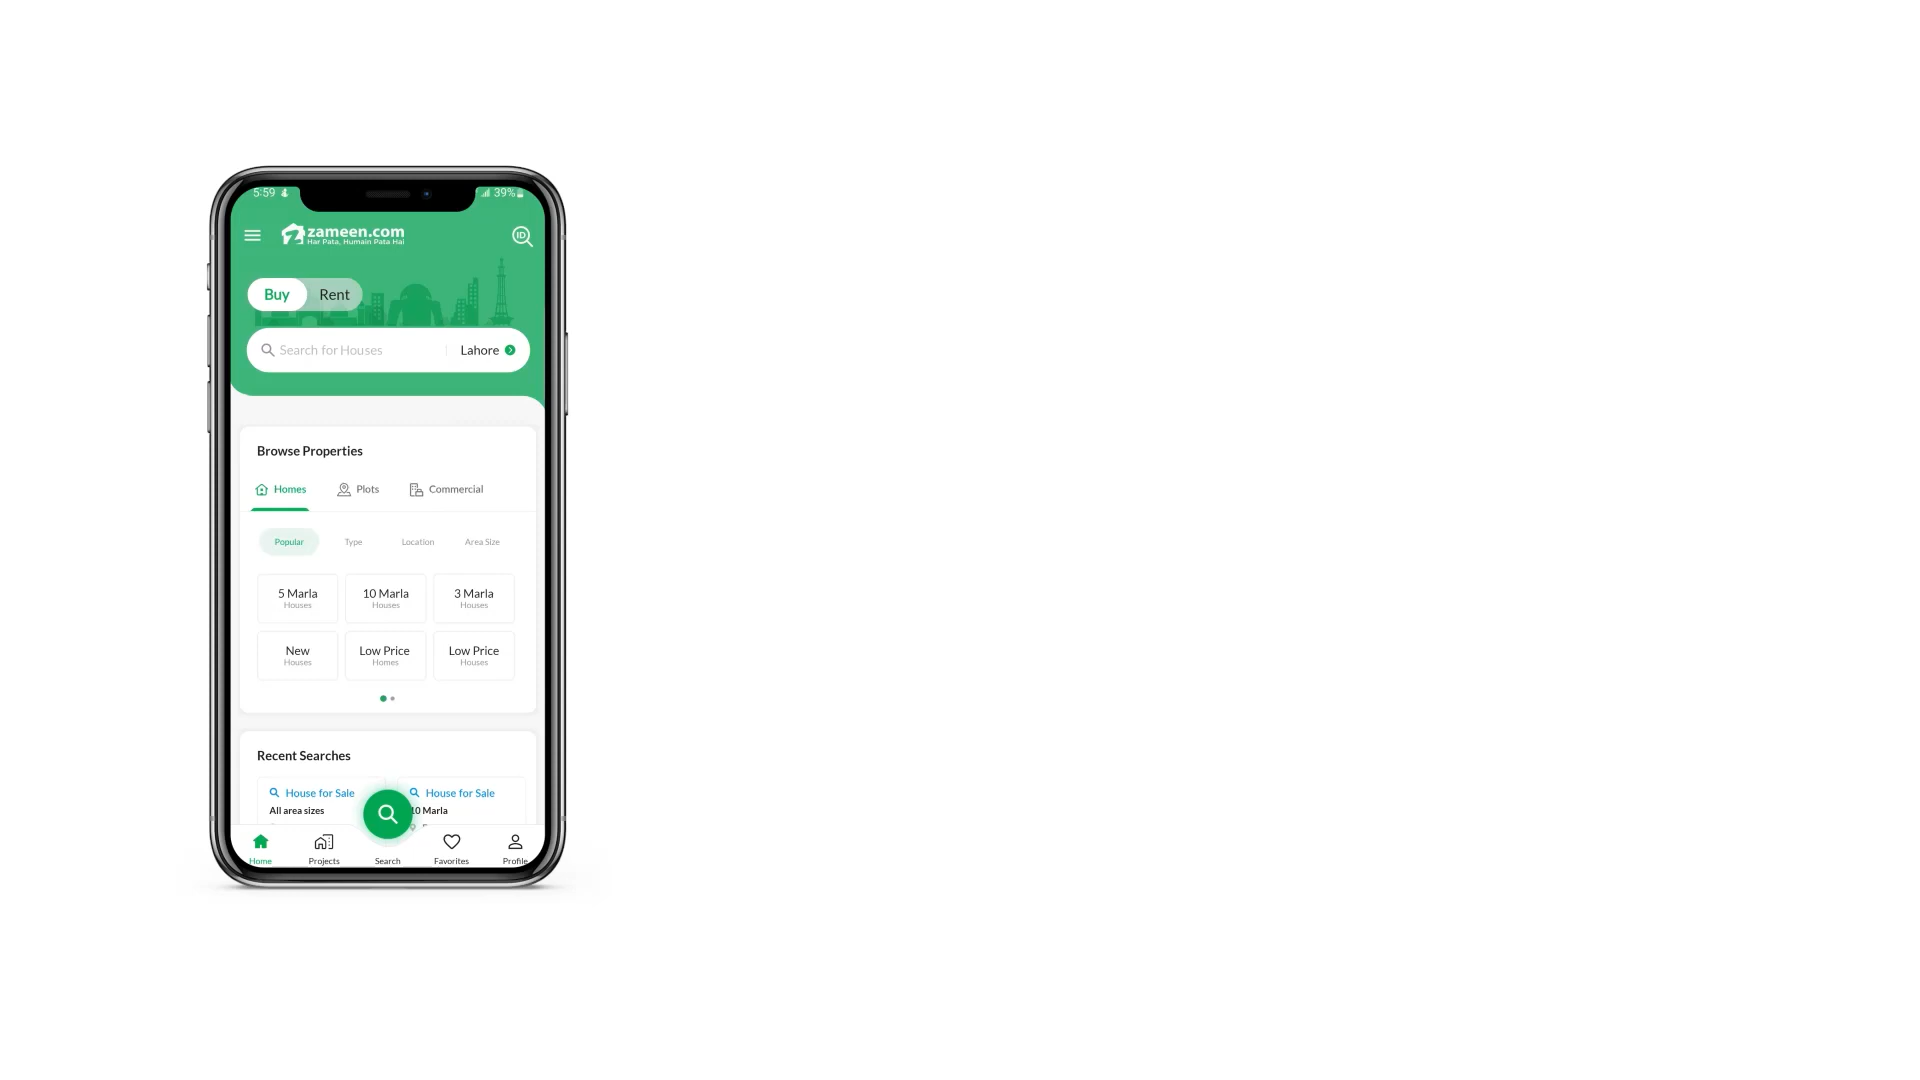 5:59
39%
zameen.com
Har Pata, Humain Pata Hai
ID
Buy Rent
Search for Houses Lahore
Browse Properties
Homes Plots Commercial
Popular Type Location Area Size
5 Marla 10 Marla 3 Marla
Houses Houses Houses
New Low Price Low Price
Houses Homes Houses
Recent Searches
House for Sale House for Sale
All area sizes 10 Marla
Home Projects Search Favorites Profile